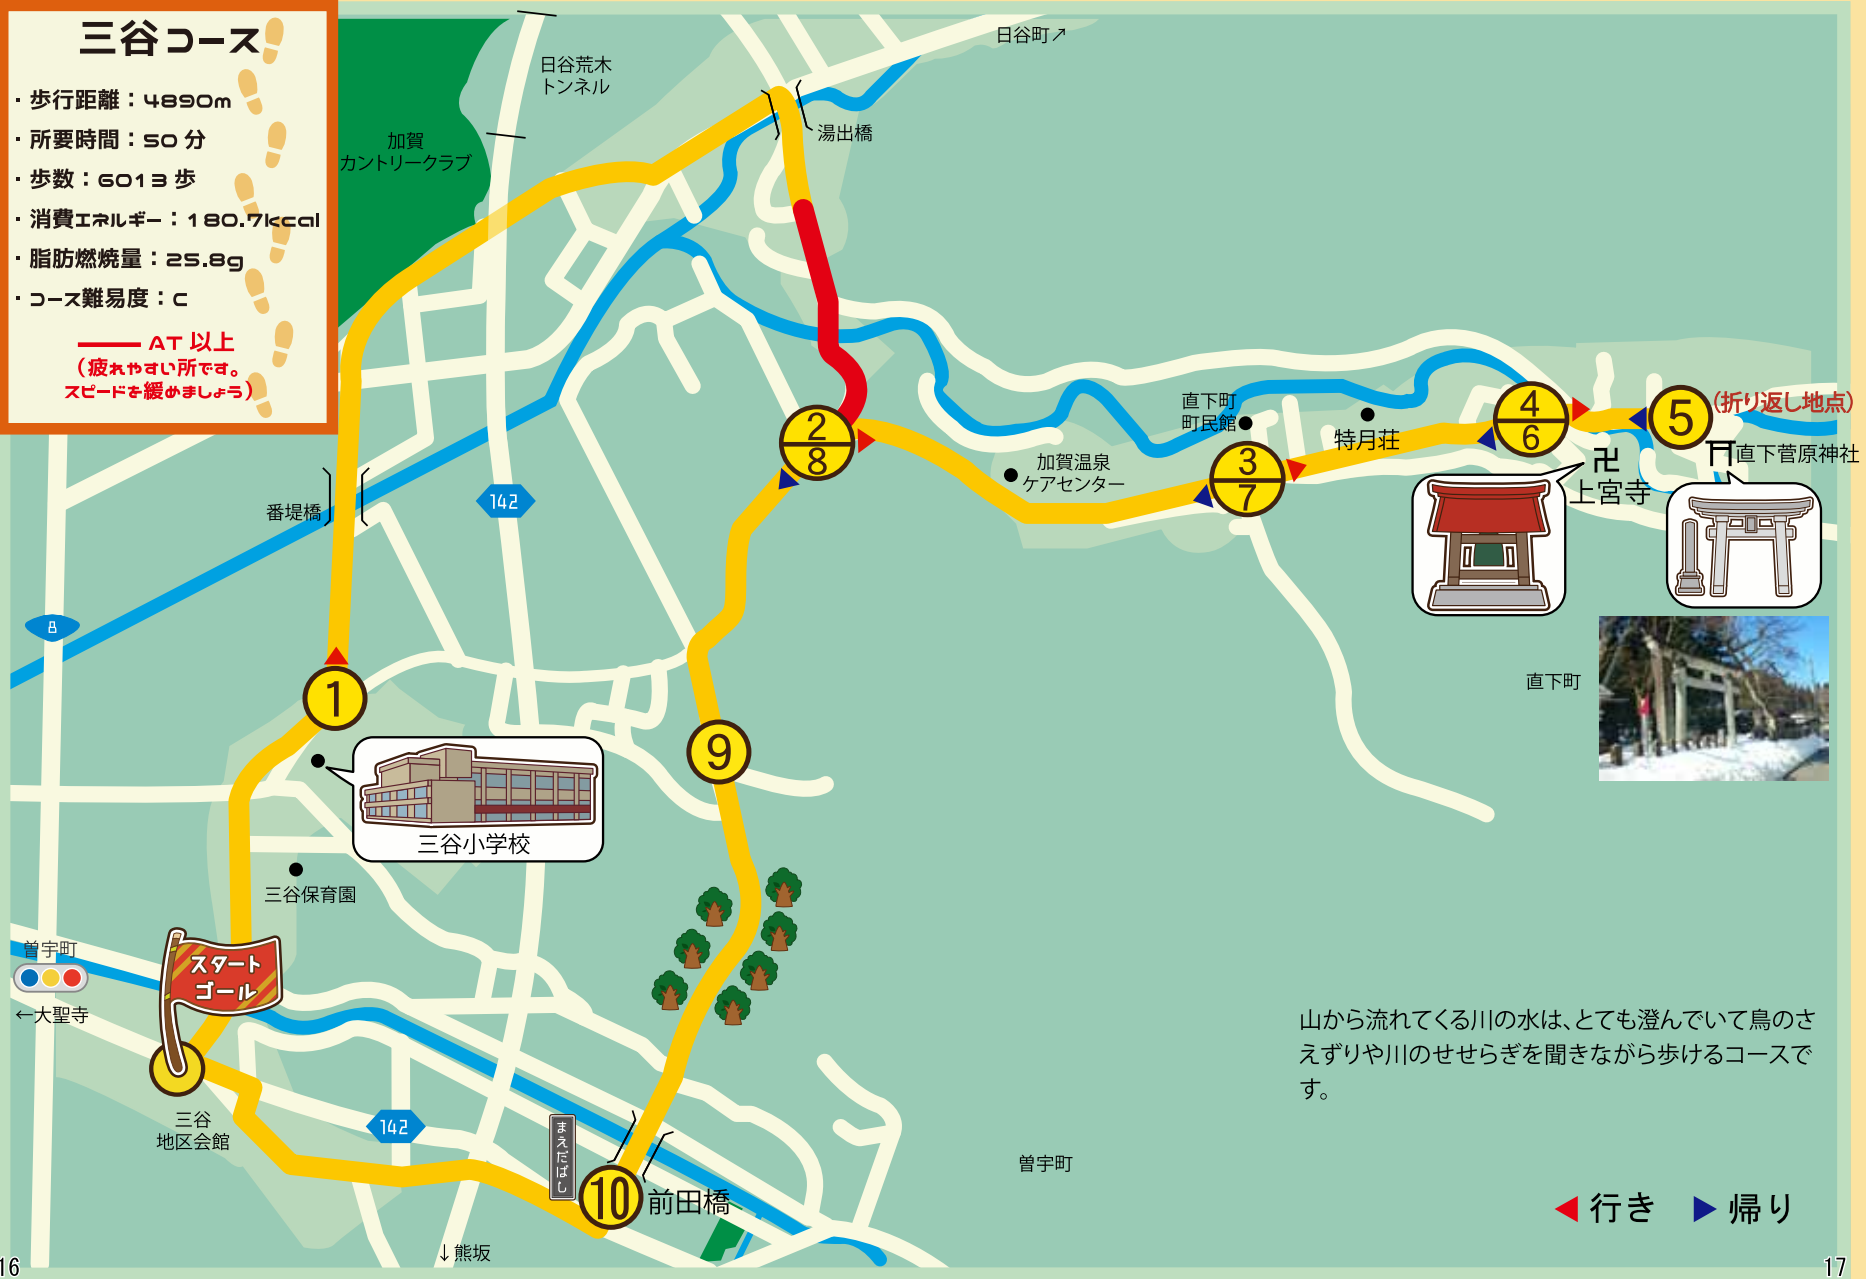 三谷コース
・歩行距離：4890m
・所要時間：50分
・歩数：6013歩
・消費エネルギー：180.7kcal
・脂肪燃焼量：25.8g
・コース難易度：C
AT以上
（疲れやすい所です。
スピードを緩めましょう）
日谷荒木
トンネル
日谷町↗
湯出橋
加賀
カントリークラブ
番堤橋
142
8
1
2
8
加賀温泉
ケアセンター
直下町
町民館
3
7
特月荘
4
6
5
(折り返し地点)
卍
上宮寺
直下菅原神社
直下町
9
三谷小学校
三谷保育園
曽宇町
←大聖寺
スタート
ゴール
三谷
地区会館
142
まえだばし
10
前田橋
↓熊坂
曽宇町
山から流れてくる川の水は、とても澄んでいて鳥のさ
えずりや川のせせらぎを聞きながら歩けるコースで
す。
行き
帰り
16
17